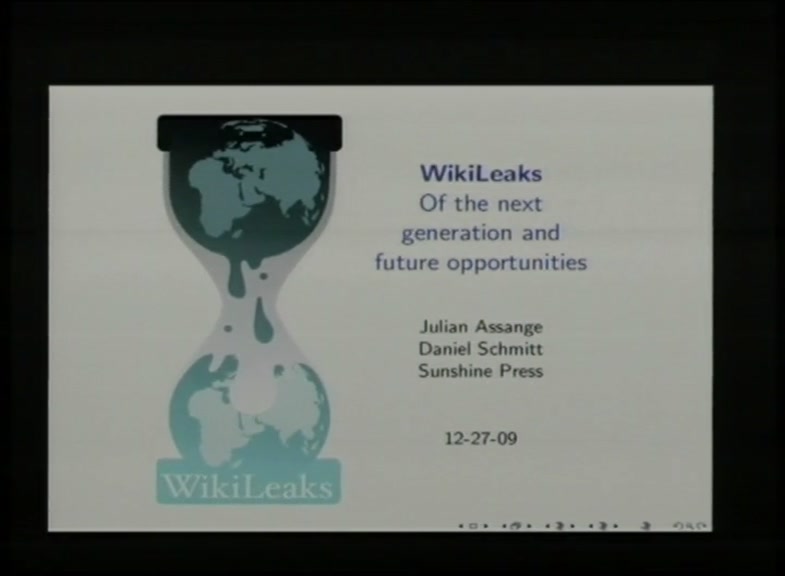 WikiLeaks
Of the next
generation and
future opportunities
Julian Assange
Daniel Schmitt
Sunshine Press
12-27-09
WikiLeaks